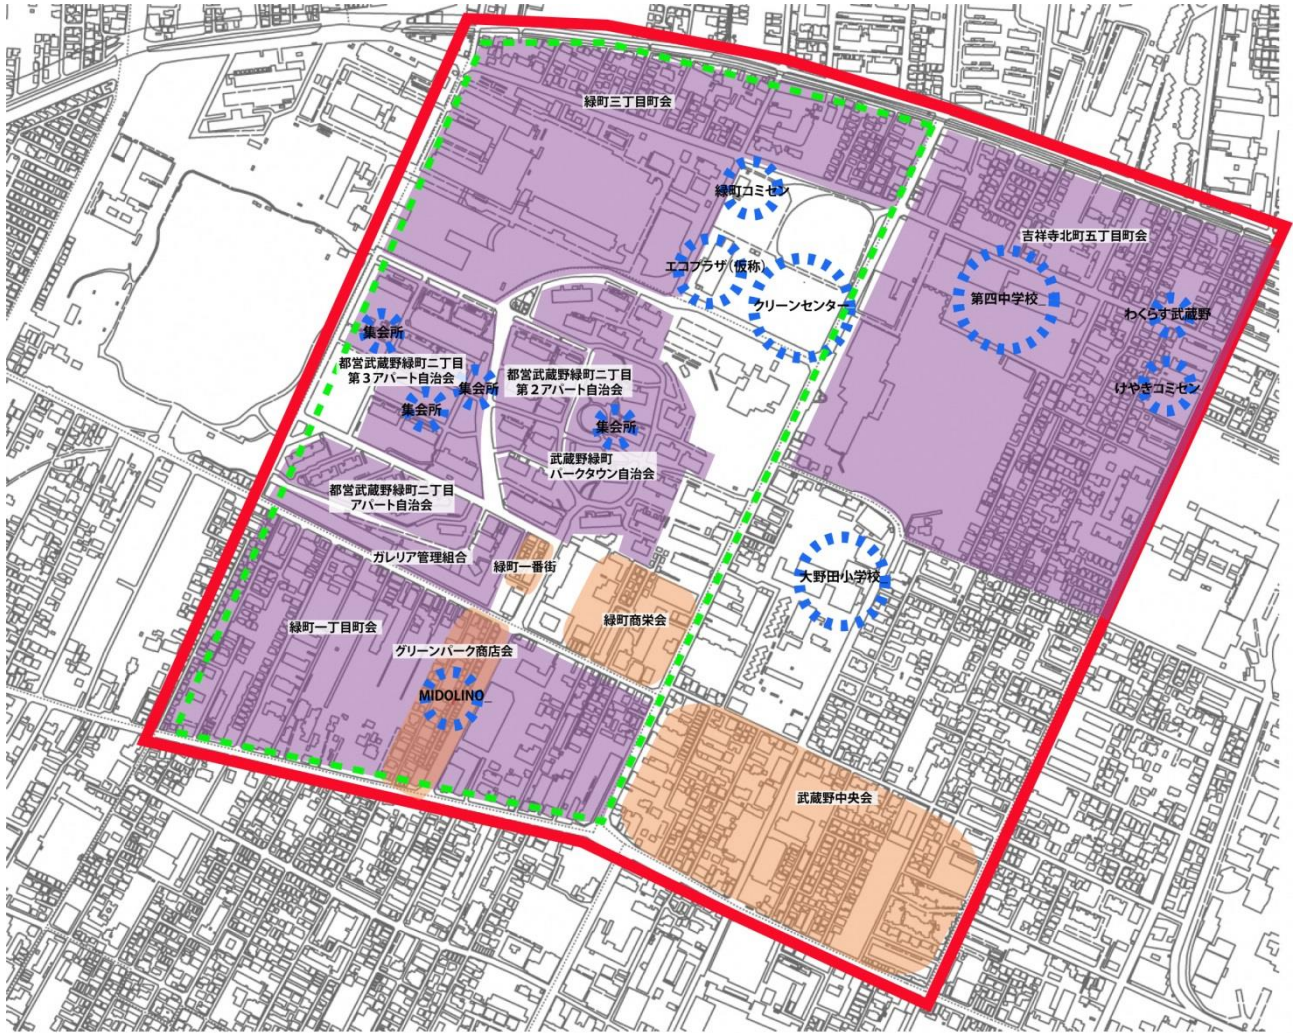 緑町三丁目町会
緑町コミセン
吉祥寺北町五丁目町会
エコプラザ(仮称)
クリーンセンター
第四中学校
わくらす武蔵野
集会所
都営武蔵野緑町二丁目
第３アパート自治会
集会所
集会所
都営武蔵野緑町二丁目
第２アパート自治会
けやきコミセン
集会所
武蔵野緑町
パークタウン自治会
都営武蔵野緑町二丁目
アパート自治会
ガレリア管理組合
緑町一番街
大野田小学校
緑町一丁目町会
緑町商栄会
グリーンパーク商店会
MIDOLINO_
武蔵野中央会